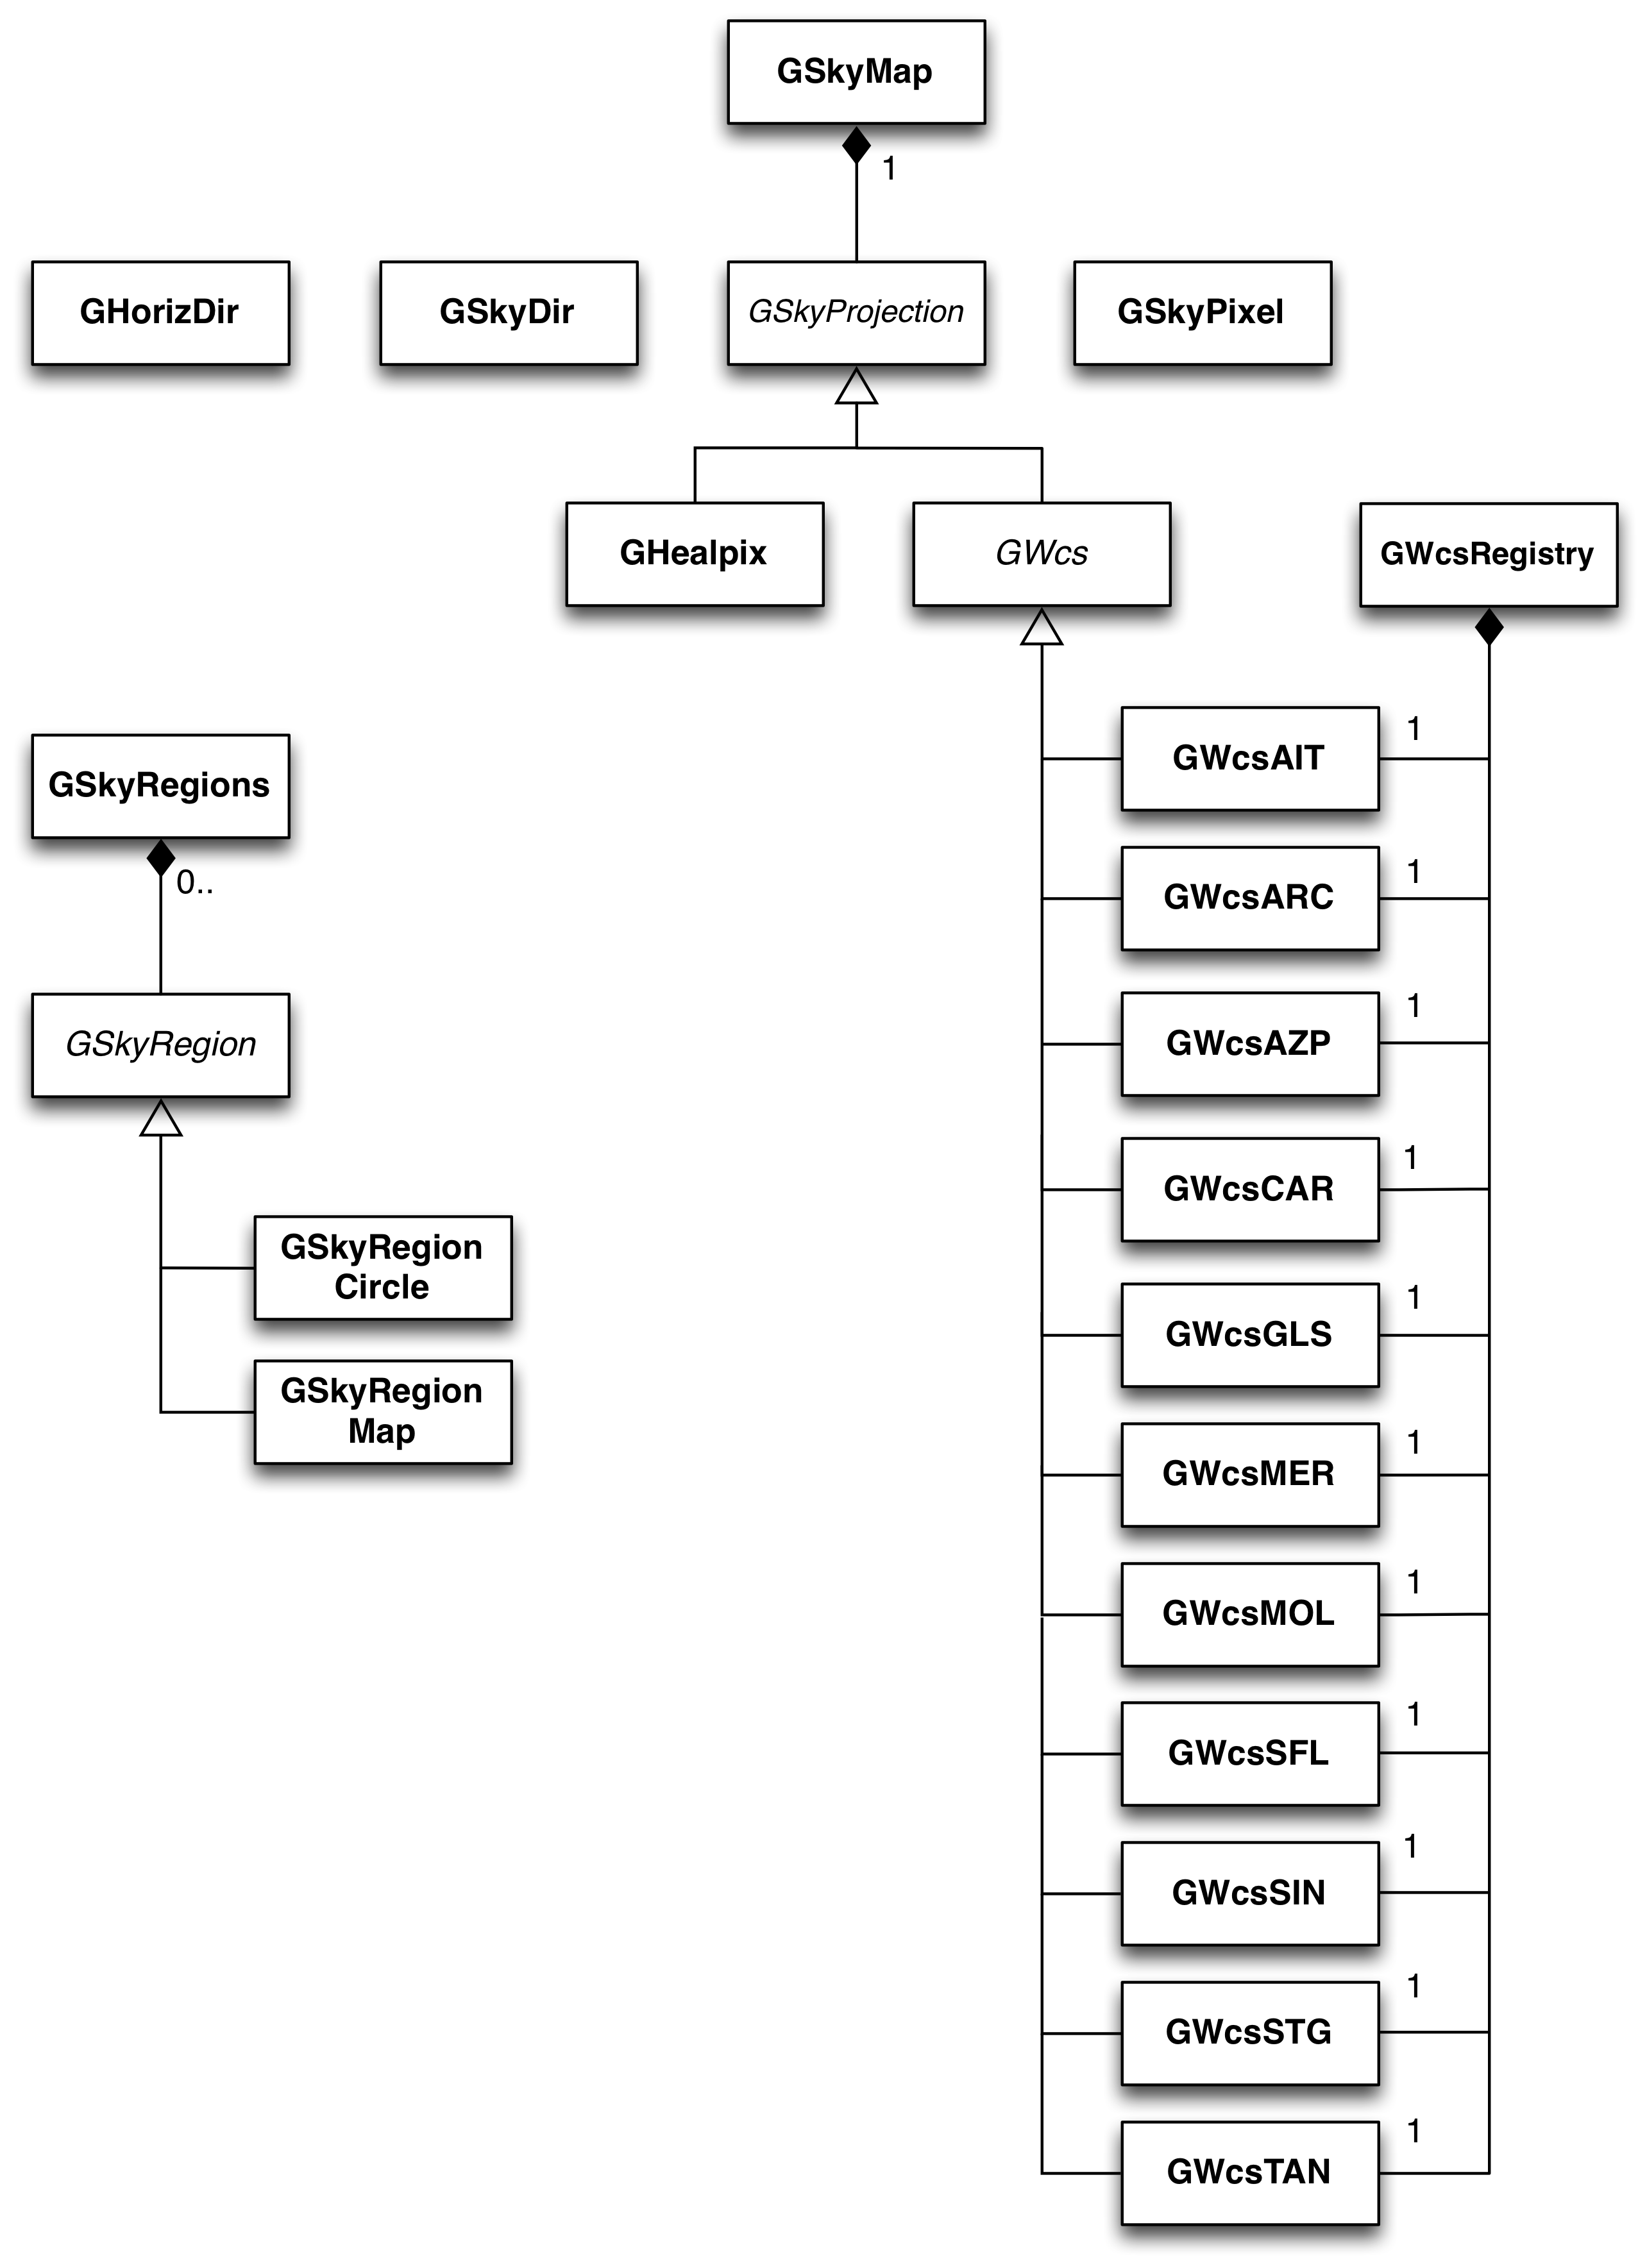 GSkyMap
1
GHorizDir
GSkyDir
GSkyProjection
GSkyPixel
GHealpix
GWcs
GWcsRegistry
GSkyRegions
0..
GSkyRegion
GSkyRegion
Circle
GSkyRegion
Map
GWcsAIT
1
GWcsARC
1
GWcsAZP
1
GWcsCAR
1
GWcsGLS
1
GWcsMER
1
GWcsMOL
1
GWcsSFL
1
GWcsSIN
1
GWcsSTG
1
GWcsTAN
1